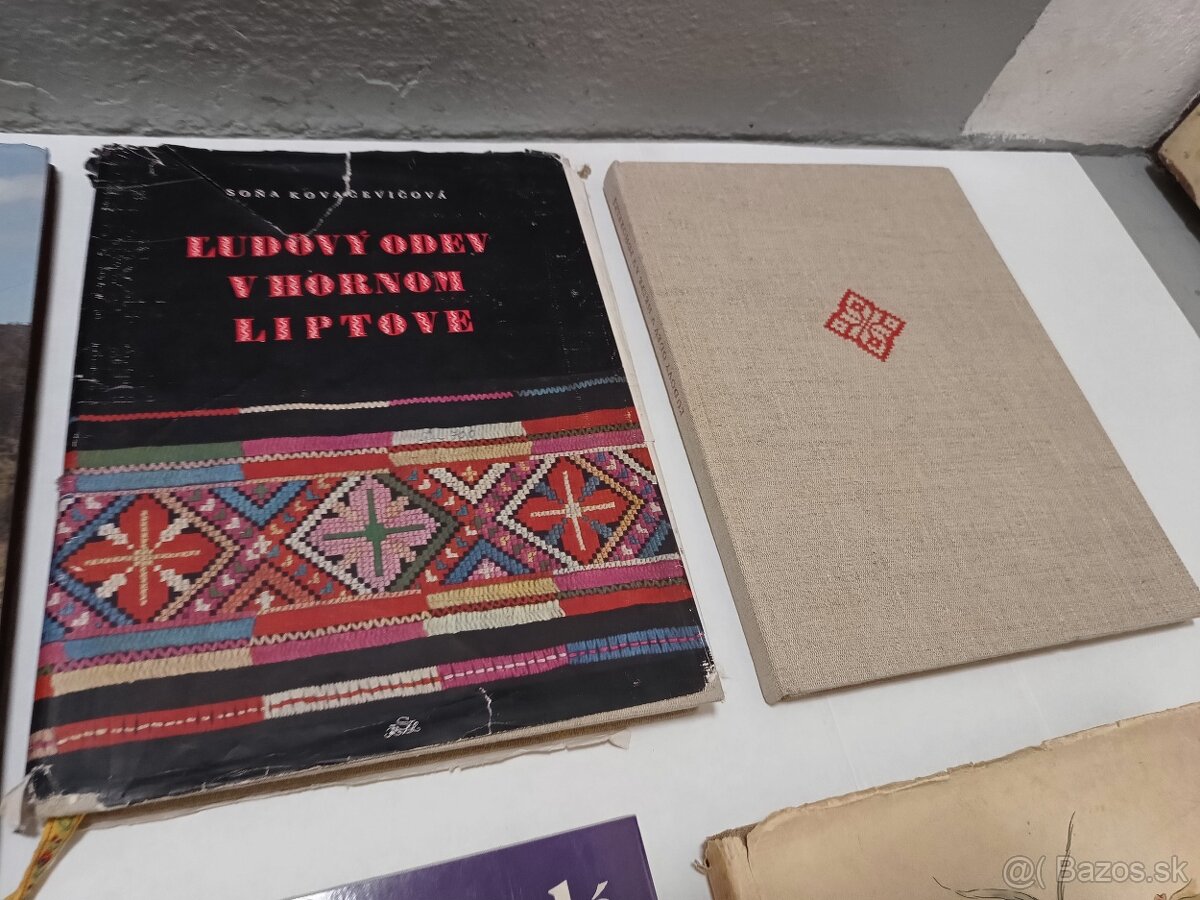 SOŇA KOVAČEVIČOVÁ
ĽUDOVÝ ODEV
V HORNOM
LIPTOVE
@( Bazos.sk